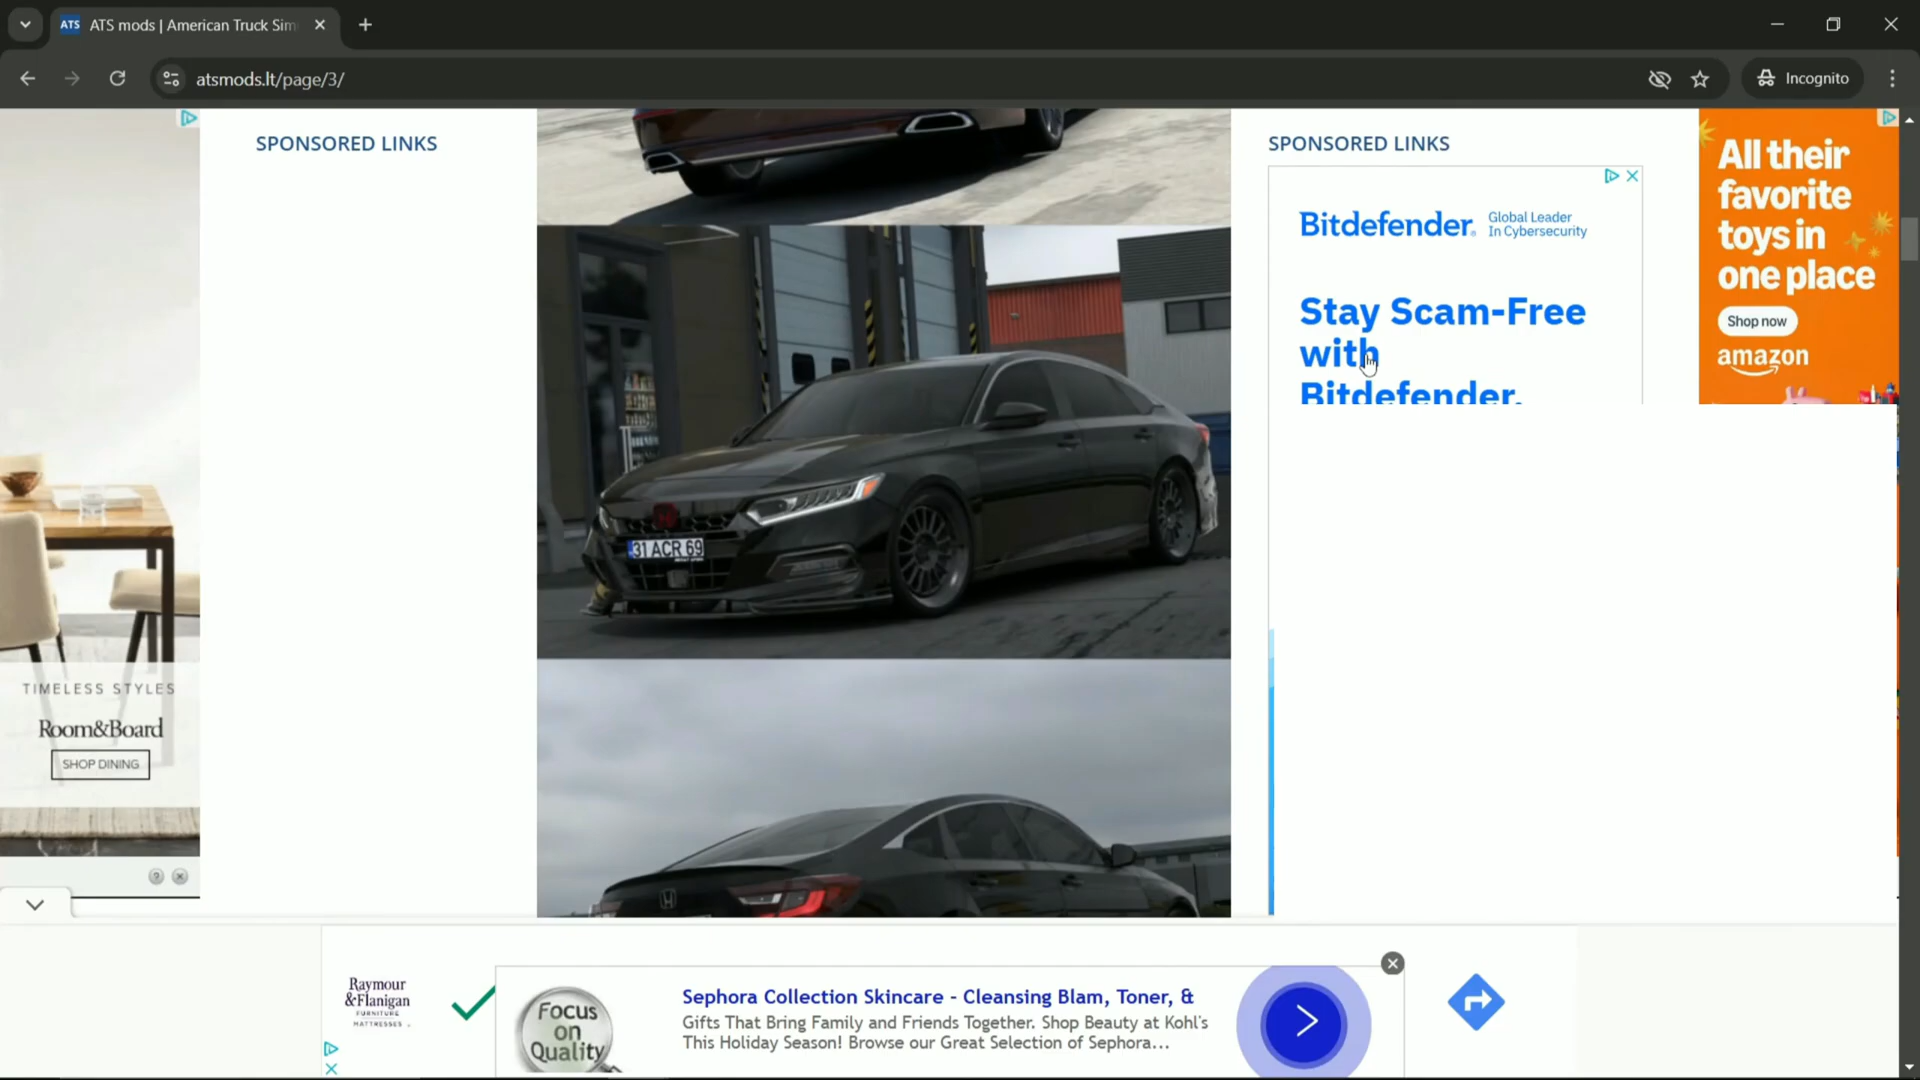 ATS ATS mods | American Truck Sim
atsmods.lt/page/3/
Incognito
SPONSORED LINKS
SPONSORED LINKS
Bitdefender. Global Leader
In Cybersecurity
Stay Scam-Free
with
Bitdefender.
All their
favorite
toys in
one place
Shop now
amazon
31 ACR 69
TIMELESS STYLES
Room&Board
SHOP DINING
Raymour
&Flanigan
FURNITURE
MATTRESSES
Focus
on
Quality
Sephora Collection Skincare - Cleansing Blam, Toner, &
Gifts That Bring Family and Friends Together. Shop Beauty at Kohl's
This Holiday Season! Browse our Great Selection of Sephora...